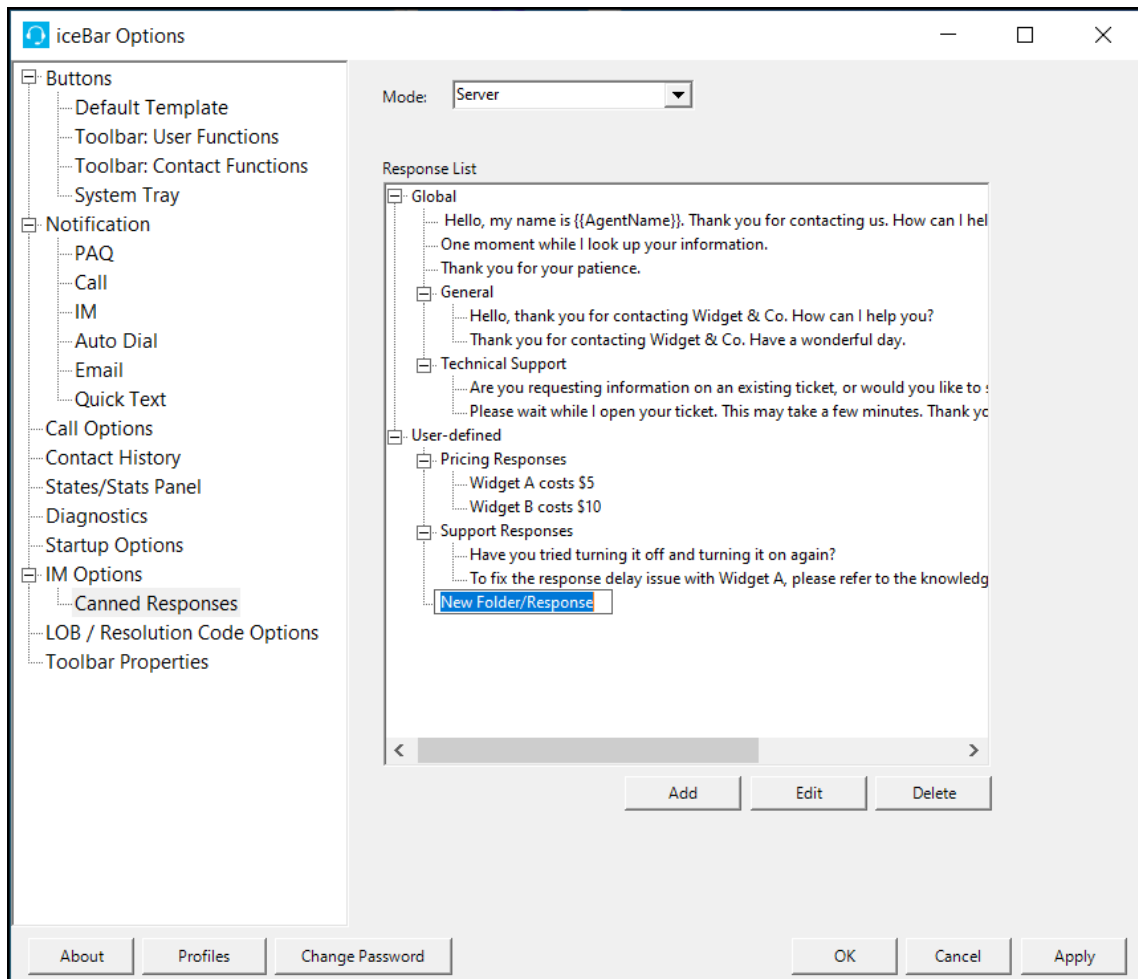 iceBar Options
Buttons
Default Template
Toolbar: User Functions
Toolbar: Contact Functions
System Tray
Notification
PAQ
Call
IM
Auto Dial
Email
Quick Text
Call Options
Contact History
States/Stats Panel
Diagnostics
Startup Options
IM Options
Canned Responses
LOB / Resolution Code Options
Toolbar Properties
Mode:
Server
Response List
Global
Hello, my name is {{AgentName}}. Thank you for contacting us. How can I hel
One moment while I look up your information.
Thank you for your patience.
General
Hello, thank you for contacting Widget & Co. How can I help you?
Thank you for contacting Widget & Co. Have a wonderful day.
Technical Support
Are you requesting information on an existing ticket, or would you like to s
Please wait while I open your ticket. This may take a few minutes. Thank yo
User-defined
Pricing Responses
Widget A costs $5
Widget B costs $10
Support Responses
Have you tried turning it off and turning it on again?
To fix the response delay issue with Widget A, please refer to the knowledg
New Folder/Response
Add
Edit
Delete
About
Profiles
Change Password
OK
Cancel
Apply